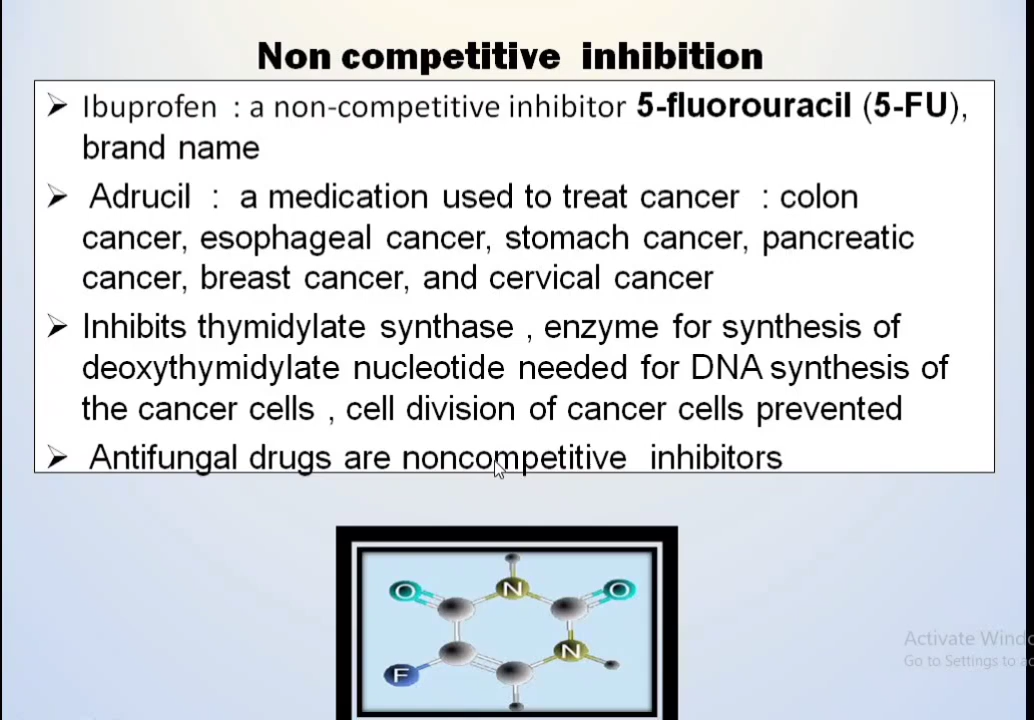 Non competitive inhibition
➢ Ibuprofen : a non-competitive inhibitor 5-fluorouracil (5-FU),
brand name
➢ Adrucil : a medication used to treat cancer : colon
cancer, esophageal cancer, stomach cancer, pancreatic
cancer, breast cancer, and cervical cancer
➢ Inhibits thymidylate synthase , enzyme for synthesis of
deoxythymidylate nucleotide needed for DNA synthesis of
the cancer cells , cell division of cancer cells prevented
➢ Antifungal drugs are noncompetitive inhibitors
N
O O
N
F
Activate Windo
Go to Settings to ac